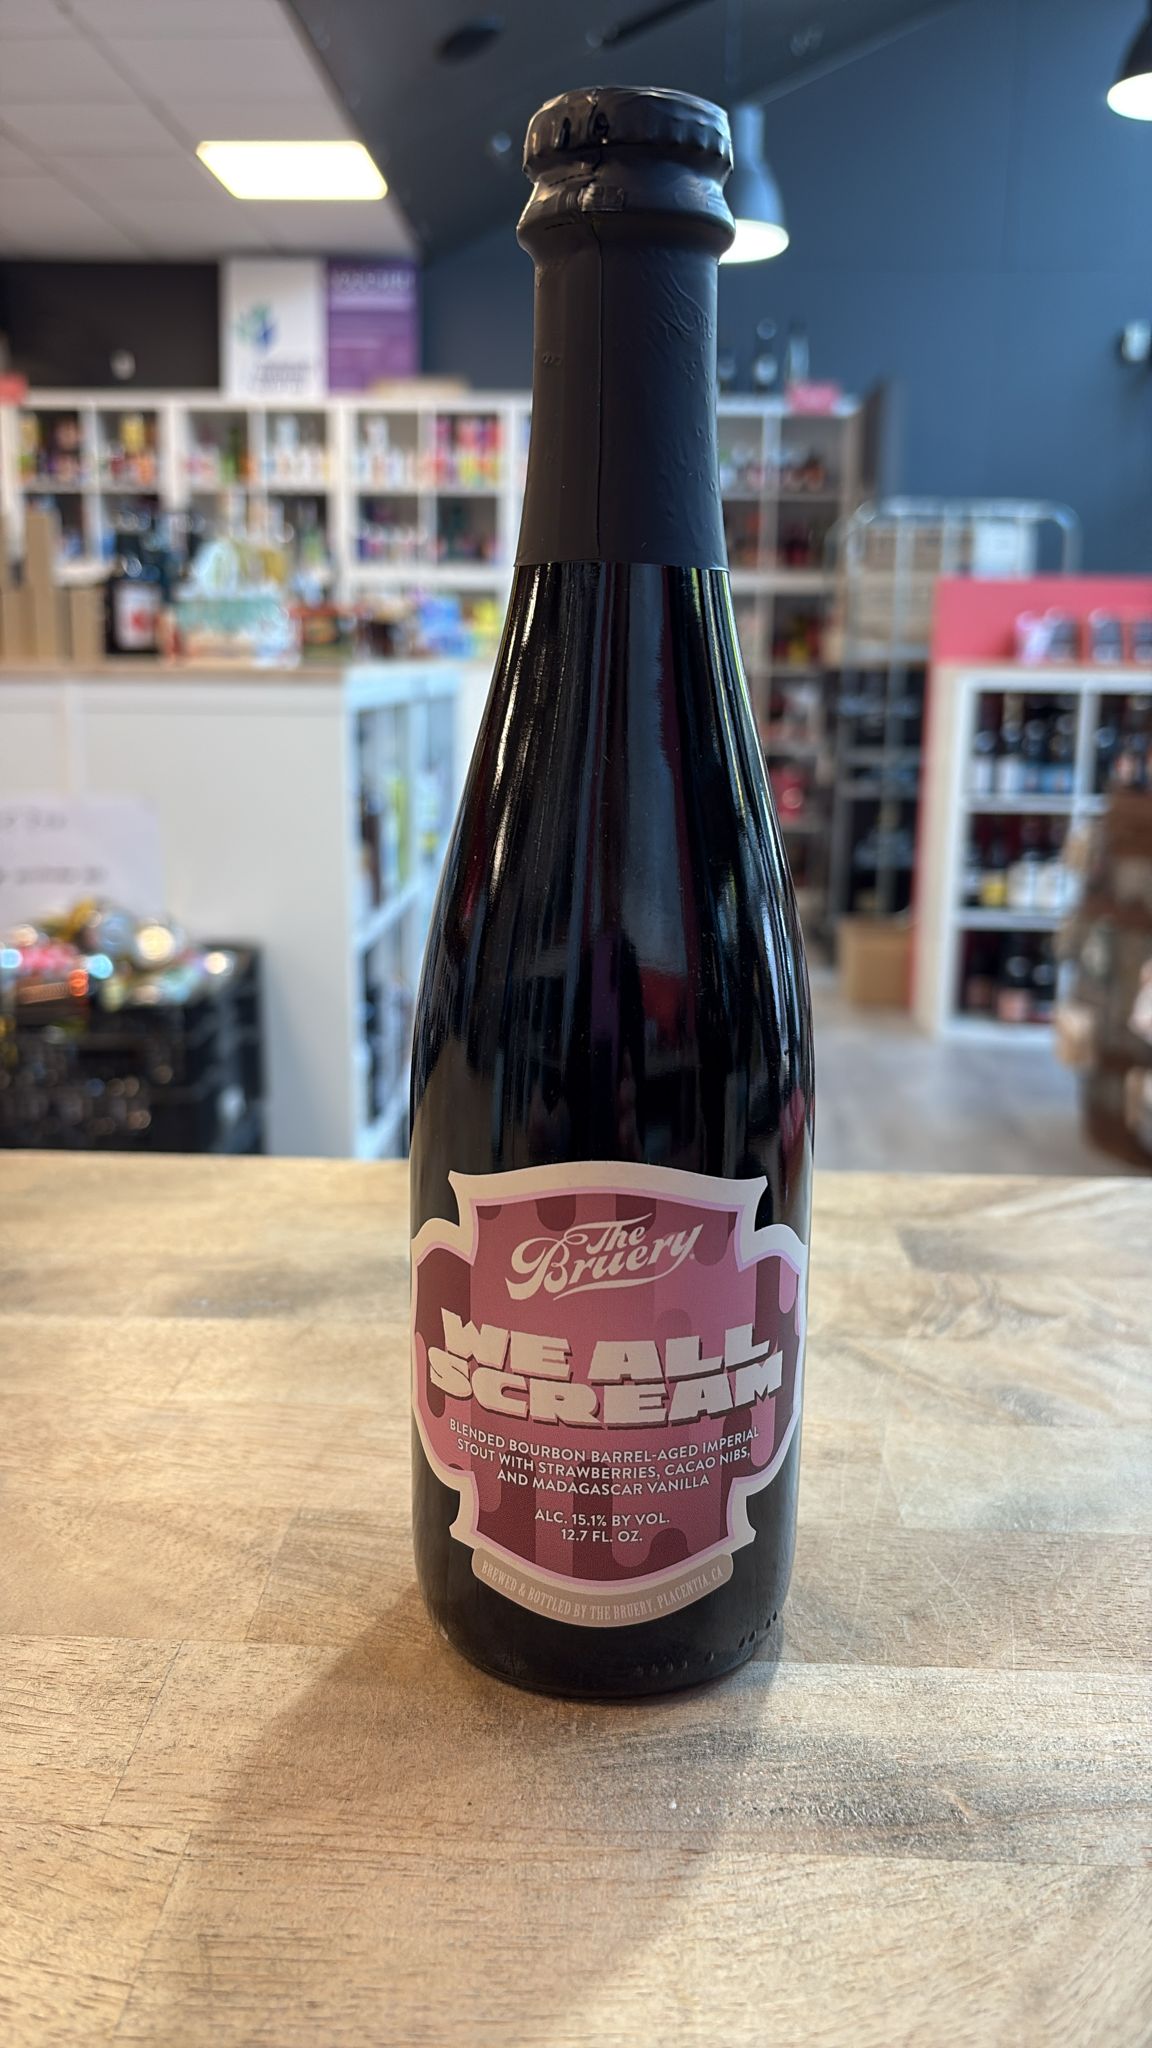 The
Bruery
WE ALL
SCREAM
BLENDED BOURBON BARREL-AGED IMPERIAL
STOUT WITH STRAWBERRIES, CACAO NIBS,
AND MADAGASCAR VANILLA
ALC. 15.1% BY VOL.
12.7 FL. OZ.
BREWED & BOTTLED BY THE BRUERY, PLACENTIA, CA